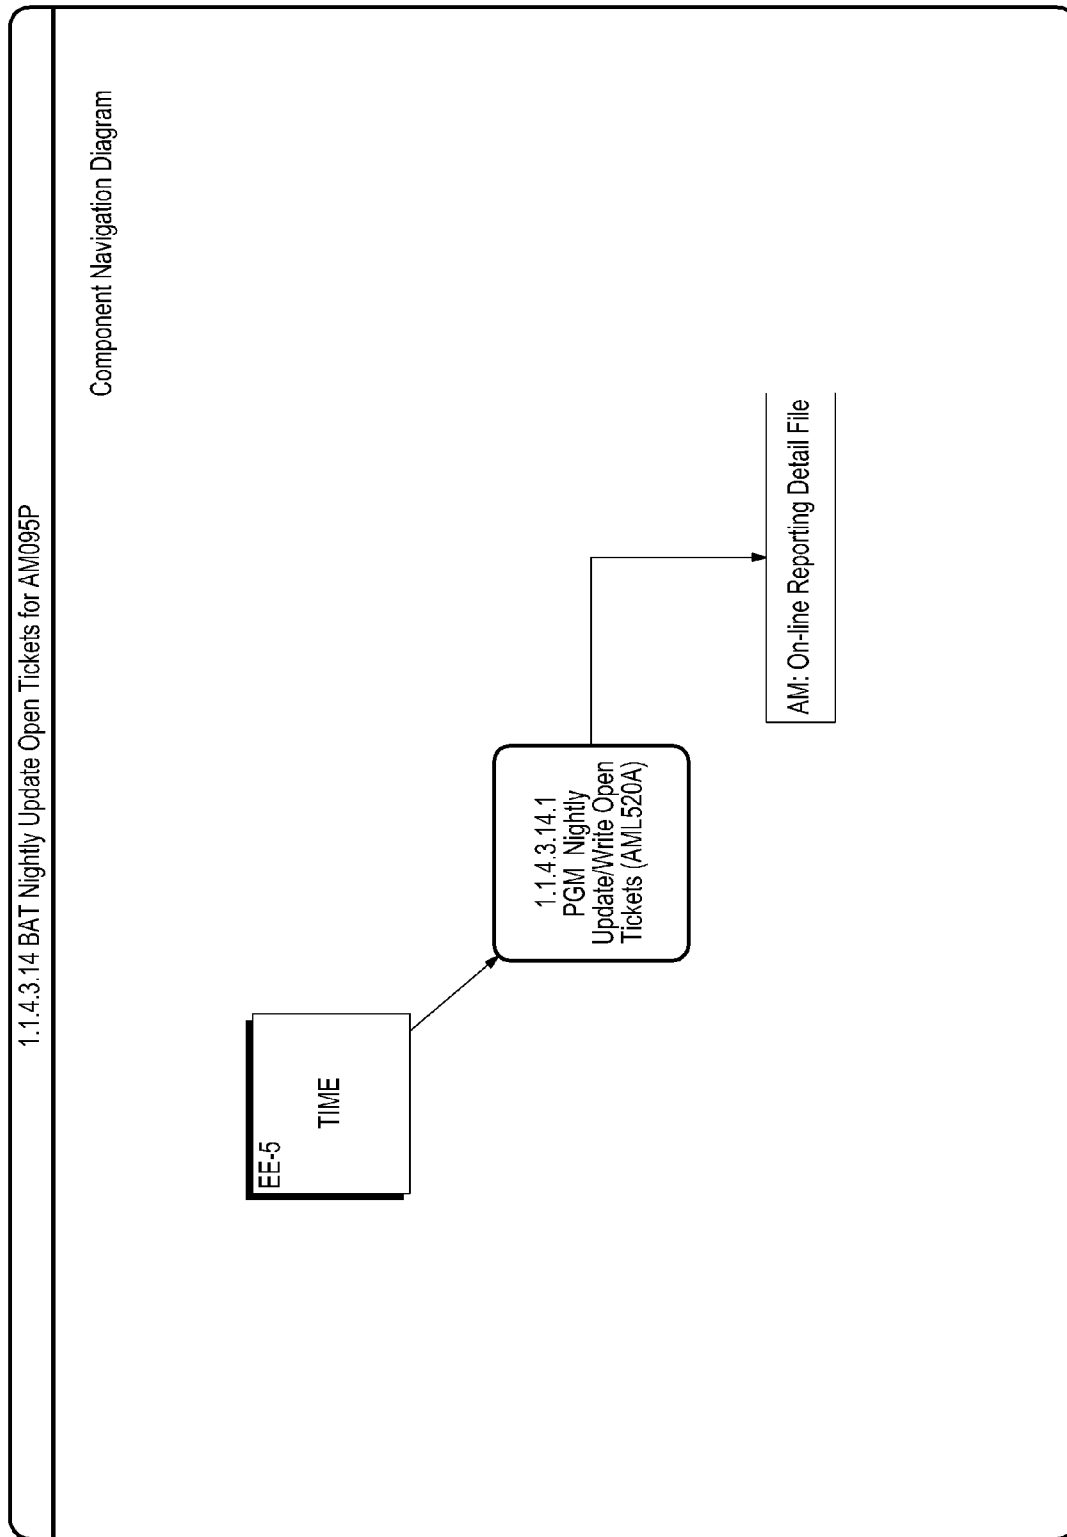 1.1.4.3.14 BAT Nightly Update Open Tickets for AM095P
Component Navigation Diagram
EE-5
TIME
1.1.4.3.14.1
PGM Nightly
Update/Write Open
Tickets (AML520A)
AM: On-line Reporting Detail File